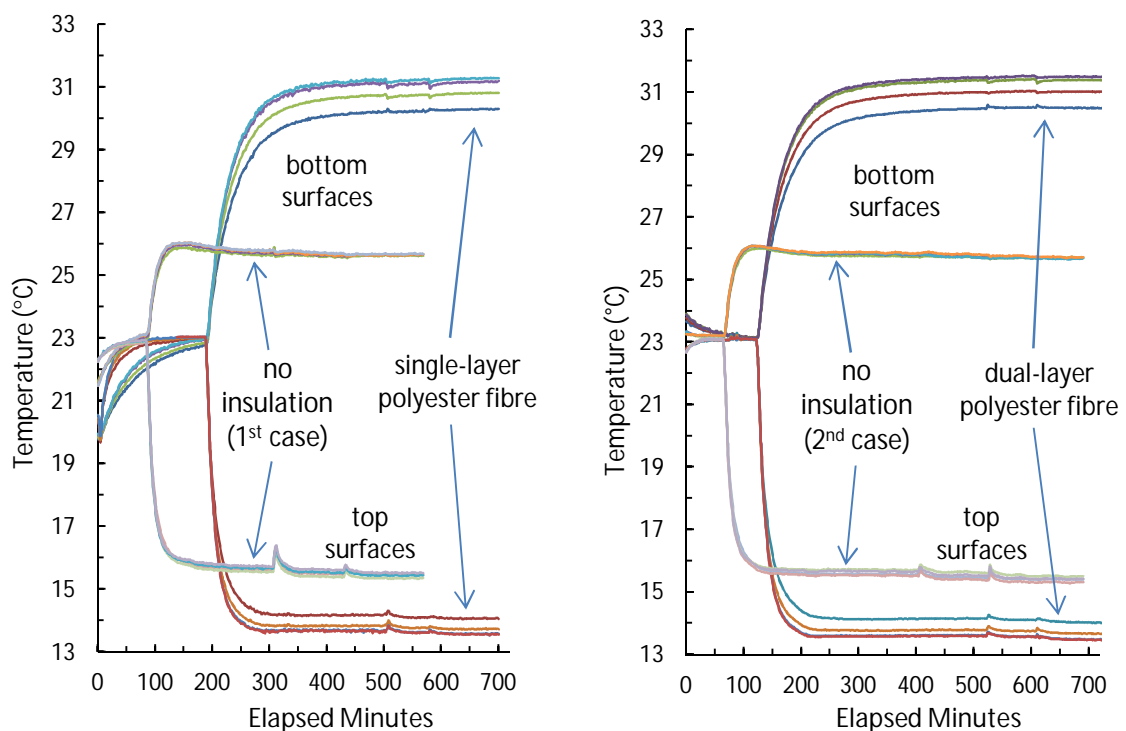 33
31
29
27
25
23
21
19
17
15
13
Temperature (°C)
0 100 200 300 400 500 600 700
Elapsed Minutes
bottom
surfaces
no
insulation
(1st case)
single-layer
polyester fibre
top
surfaces
33
31
29
27
25
23
21
19
17
15
13
Temperature (°C)
0 100 200 300 400 500 600 700
Elapsed Minutes
bottom
surfaces
no
insulation
(2nd case)
dual-layer
polyester fibre
top
surfaces